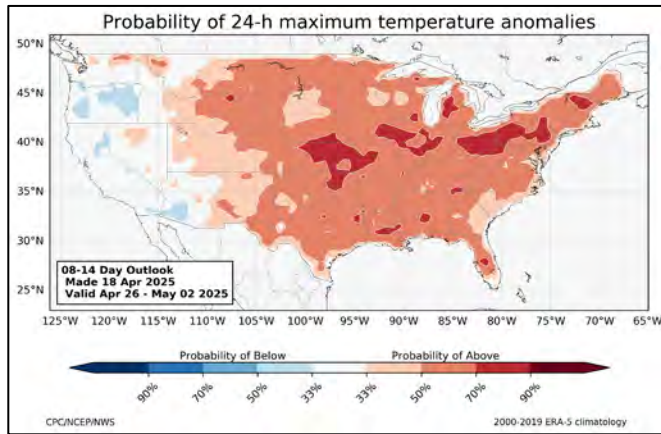 Probability of 24-h maximum temperature anomalies
50°N
45°N
40°N
35°N
30°N
25°N
08-14 Day Outlook
Made 18 Apr 2025
Valid Apr 26 - May 02 2025
125°W 120°W 115°W 110°W 105°W 100°W 95°W 90°W 85°W 80°W 75°W 70°W 65°W
Probability of Below Probability of Above
90% 70% 50% 33% 33% 50% 70% 90%
CPC/NCEP/NWS 2000-2019 ERA-5 climatology